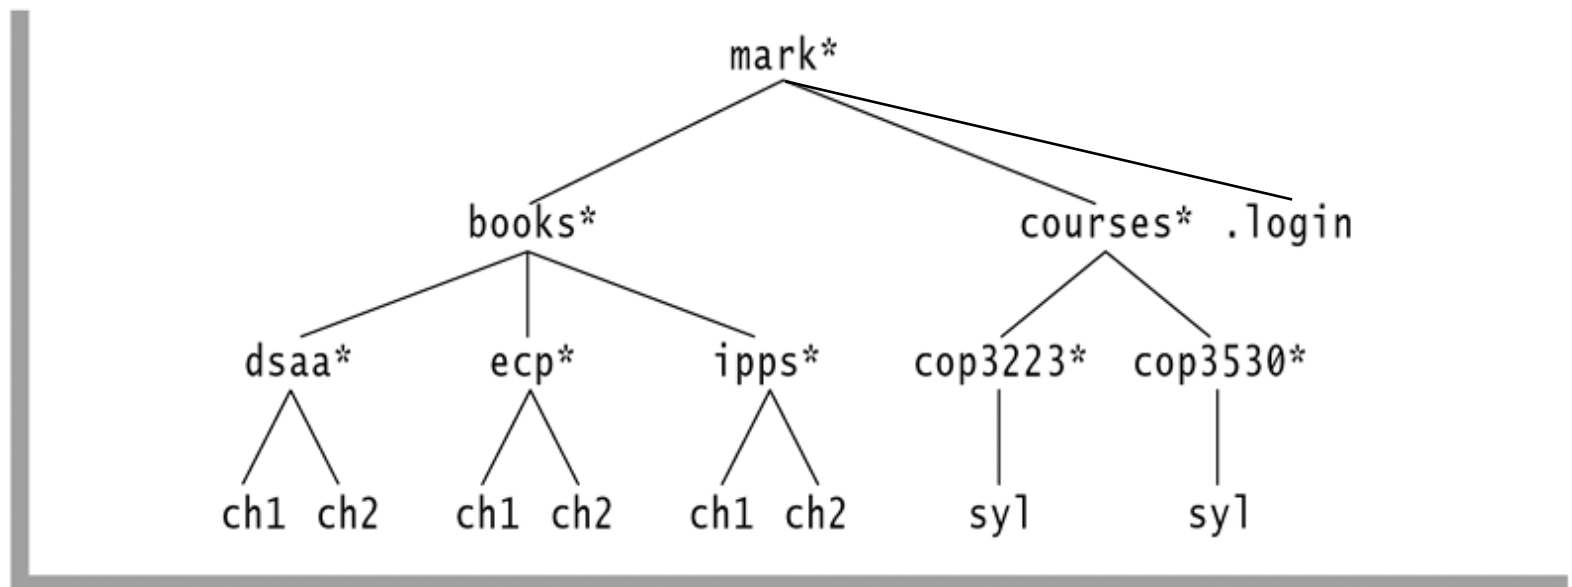 mark*
books* courses* .login
dsaa* ecp* ipps* cop3223* cop3530*
ch1 ch2 ch1 ch2 ch1 ch2 syl syl